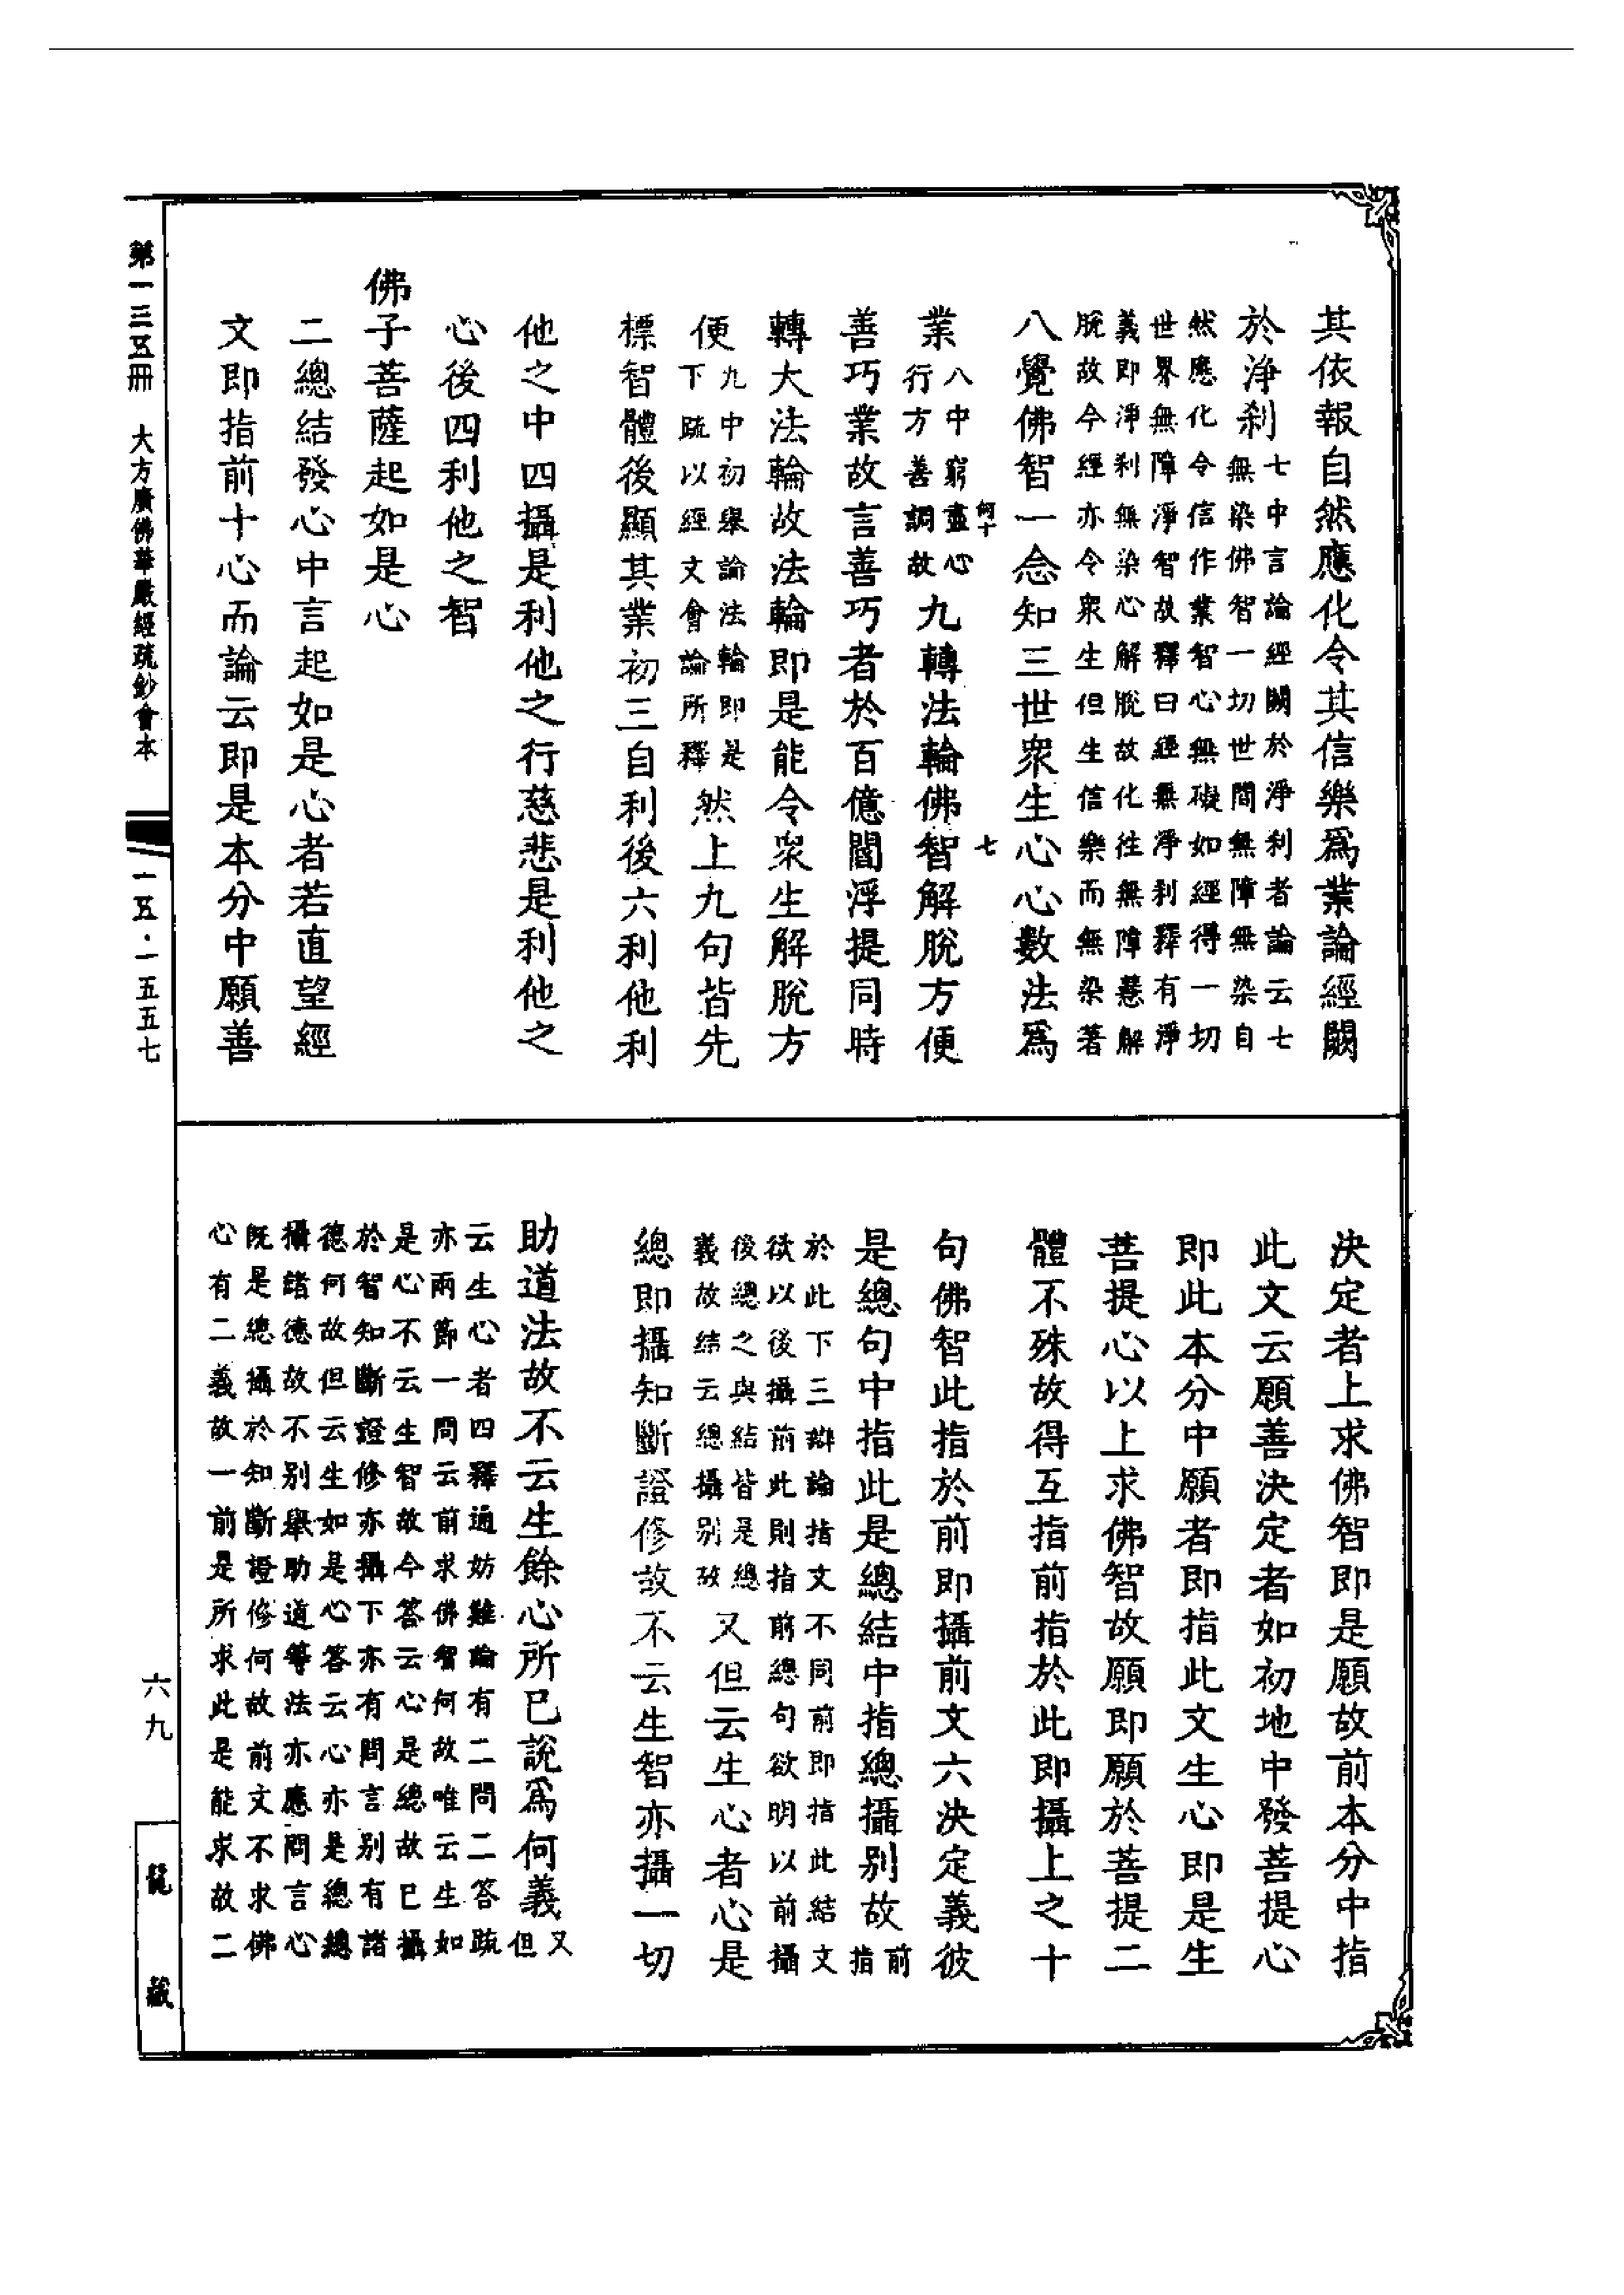 其依報自然應化令其信樂為業論經闕
於淨剎
七中言論經闕於淨利者論云七
無染佛智一切世間無障無染自
然應化令信作業智心無礙如經得一切
世界無障淨智故釋曰經無淨利釋有淨
義即淨利無染心解脫故化往無障慧解
脫故今經亦令衆生但生信樂而無染著
八覺佛智一念知三世衆生心心數法為
業
八中窮盡心
行方善調故
九轉法輪佛智解脫方便
何十
七
善巧業故言善巧者於百億閻浮提同時
轉大法輪故法輪即是能令衆生解脫方
便
九中初舉論法輪即是
下疏以經文會論所釋
然上九句皆先
標智體後顯其業初三自利後六利他利
他之中四攝是利他之行慈悲是利他之
心後四利他之智
佛子菩薩起如是心
二總結發心中言起如是心者若直望經
文即指前十心而論云即是本分中願善
第一三五冊 大方廣佛華嚴經疏鈔會本 一五·一五五七
決定者上求佛智即是願故前本分中指
此文云願善決定者如初地中發菩提心
即此本分中願者即指此文生心即是生
菩提心以上求佛智故願即願於菩提二
體不殊故得互指前指於此即攝上之十
句佛智此指於前即攝前文六決定義彼
是總句中指此是總結中指總攝別故
前
指
於此下三辯論指文不同前即指此結文
欲以後攝前此則指前總句欲明以前攝
後總之與結皆是總
義故結云總攝別故
又但云生心者心是
總即攝知斷證修故不云生智亦攝一切
助道法故不云生餘心所已說為何義
又
但
云生心者四釋通妨難論有二問二答疏
亦兩節一問云前求佛智何故唯云生如
是心不云生智故今答云心是總故已攝
於智知斷證修亦攝下亦有問言別有諸
德何故但云生如是心答云心亦是總總
攝諸德故不別舉助道等法亦應問言心
既是總攝於知斷證修何故前文不求佛
心有二義故一前是所求此是能求故二
六九
龍藏